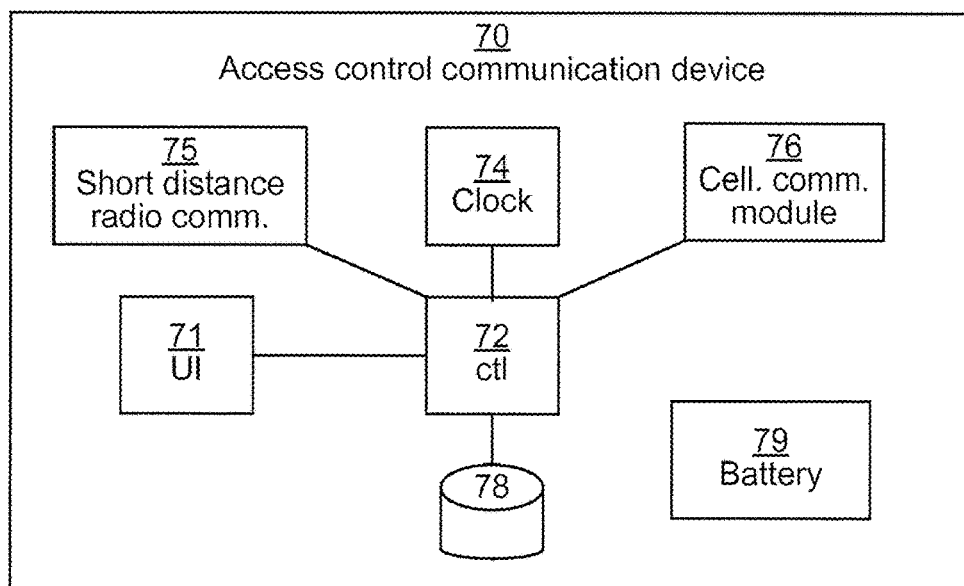 70
Access control communication device
75
Short distance
radio comm.
74
Clock
76
Cell. comm.
module
71
UI
72
ctl
79
Battery
78